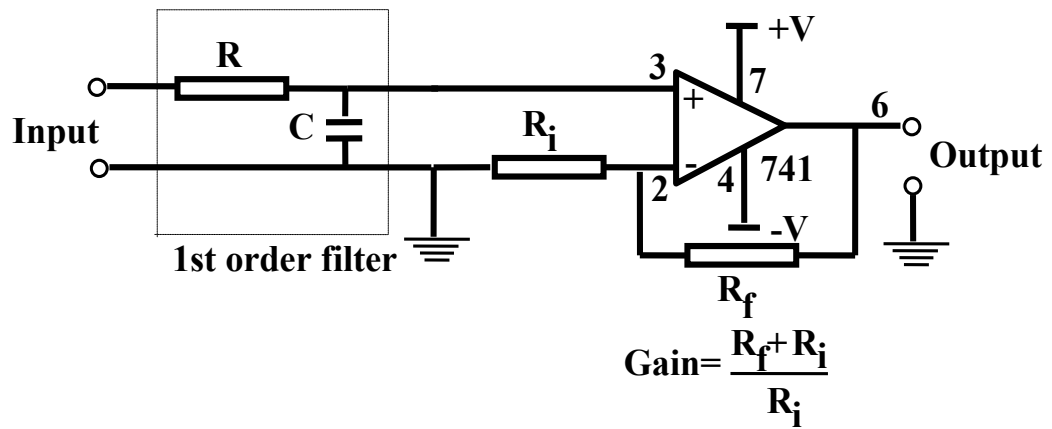 +V
R
3
7
6
+
Input
C
Ri
Output
-
2
4
741
-V
1st order filter
Rf
Gain= Rf+Ri
Ri